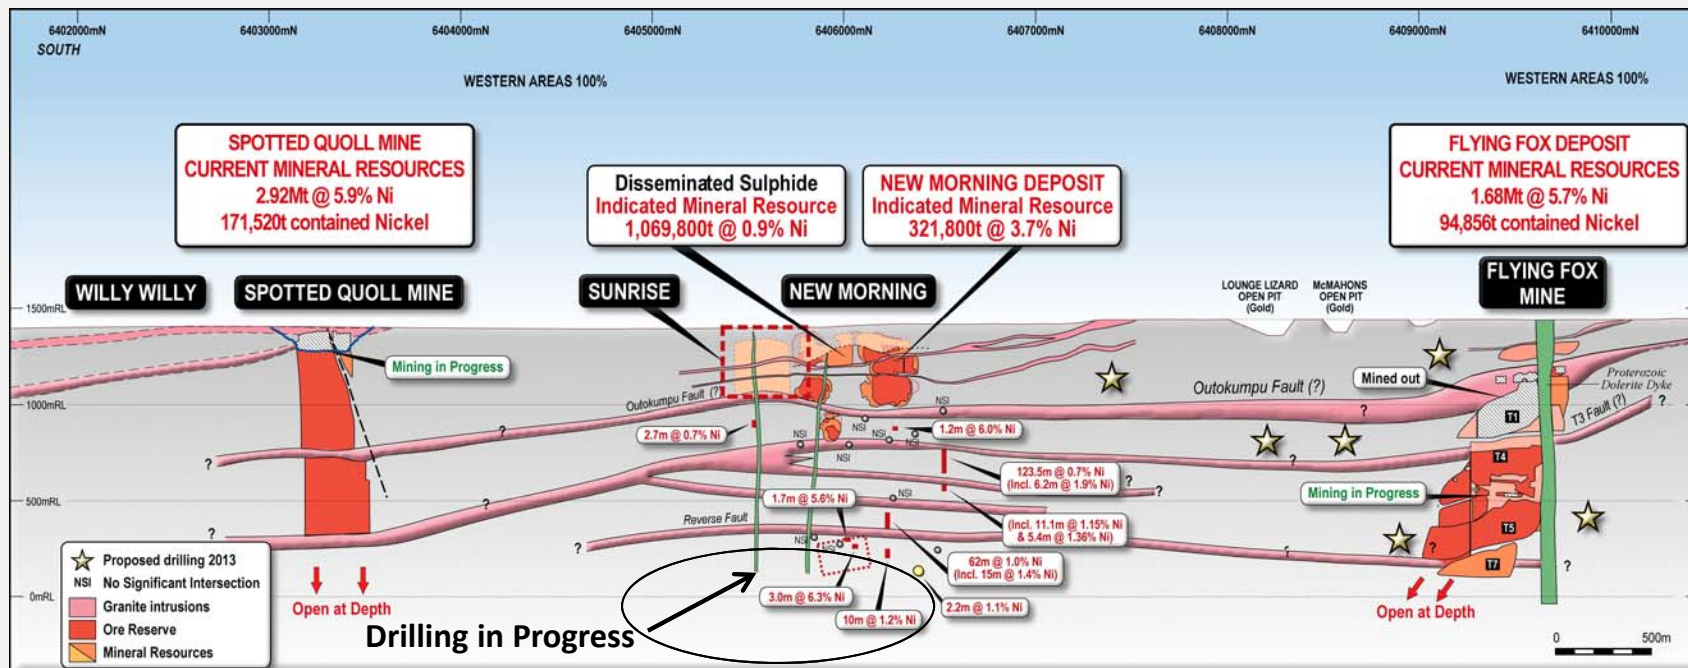 6402000mN
6403000mN
6404000mN
6405000mN
6406000mN
6407000mN
6408000mN
6409000mN
6410000mN
SOUTH
WESTERN AREAS 100%
WESTERN AREAS 100%
SPOTTED QUOLL MINE
CURRENT MINERAL RESOURCES
2.92Mt @ 5.9% Ni
171,520t contained Nickel
Disseminated Sulphide
Indicated Mineral Resource
1,069,800t @ 0.9% Ni
NEW MORNING DEPOSIT
Indicated Mineral Resource
321,800t @ 3.7% Ni
FLYING FOX DEPOSIT
CURRENT MINERAL RESOURCES
1.68Mt @ 5.7% Ni
94,856t contained Nickel
WILLY WILLY
SPOTTED QUOLL MINE
SUNRISE
NEW MORNING
LOUNGE LIZARD
OPEN PIT
(Gold)
McMAHONS
OPEN PIT
(Gold)
FLYING FOX
MINE
1500mRL
Mining in Progress
Outokumpu Fault (?)
Mined out
Proterozoic
Dolerite Dyke
Outokumpu Fault (?)
1000mRL
NSI
T1
T3 Fault (?)
?
?
?
2.7m @ 0.7% Ni
NSI
NSI
NSI
1.2m @ 6.0% Ni
?
?
?
T4
123.5m @ 0.7% Ni
(Incl. 6.2m @ 1.9% Ni)
500mRL
?
1.7m @ 5.6% Ni
NSI
?
Mining in Progress
Reverse Fault
(Incl. 11.1m @ 1.15% Ni
& 5.4m @ 1.36% Ni)
T5
?
?
NSI
NSI
?
62m @ 1.0% Ni
(Incl. 15m @ 1.4% Ni)
T7
?
Proposed drilling 2013
NSI No Significant Intersection
Granite intrusions
Ore Reserve
Mineral Resources
0mRL
Open at Depth
3.0m @ 6.3% Ni
2.2m @ 1.1% Ni
10m @ 1.2% Ni
Open at Depth
Drilling in Progress
0 500m